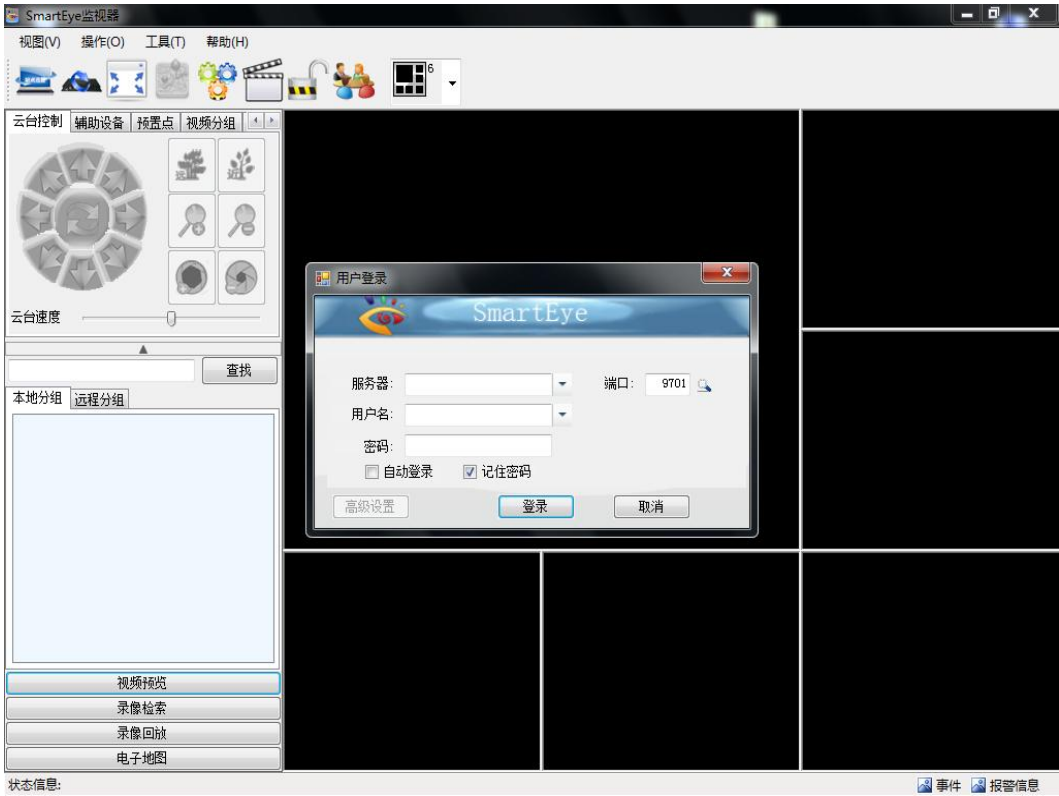 SmartEye监视器
视图(V) 操作(O) 工具(T) 帮助(H)
6
云台控制 辅助设备 预置点 视频分组
远 近
云台速度
查找
本地分组 远程分组
用户登录
SmartEye
服务器: 端口: 9701
用户名:
密码:
自动登录 记住密码
高级设置 登录 取消
视频预览
录像检索
录像回放
电子地图
状态信息: 事件 报警信息